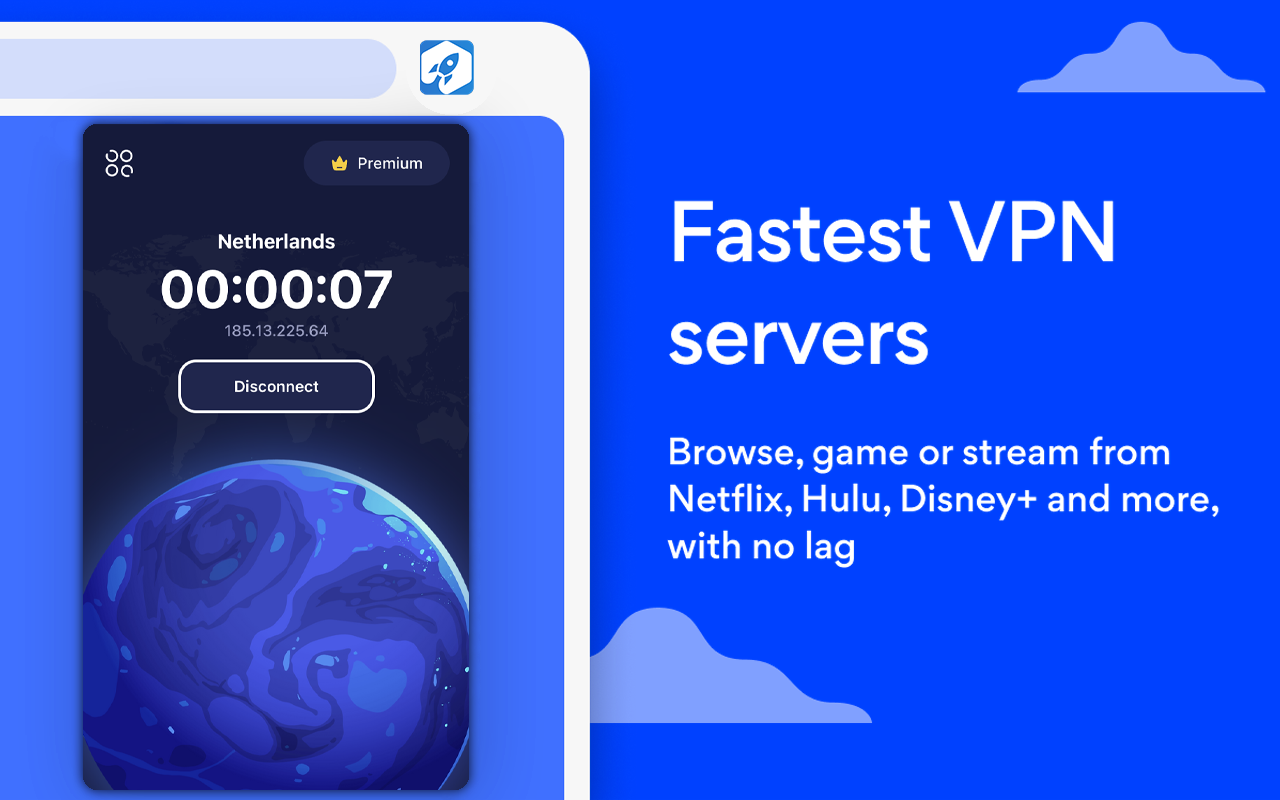 Premium
Netherlands
00:00:07
185.13.225.64
Disconnect
Fastest VPN
servers
Browse, game or stream from
Netflix, Hulu, Disney+ and more,
with no lag